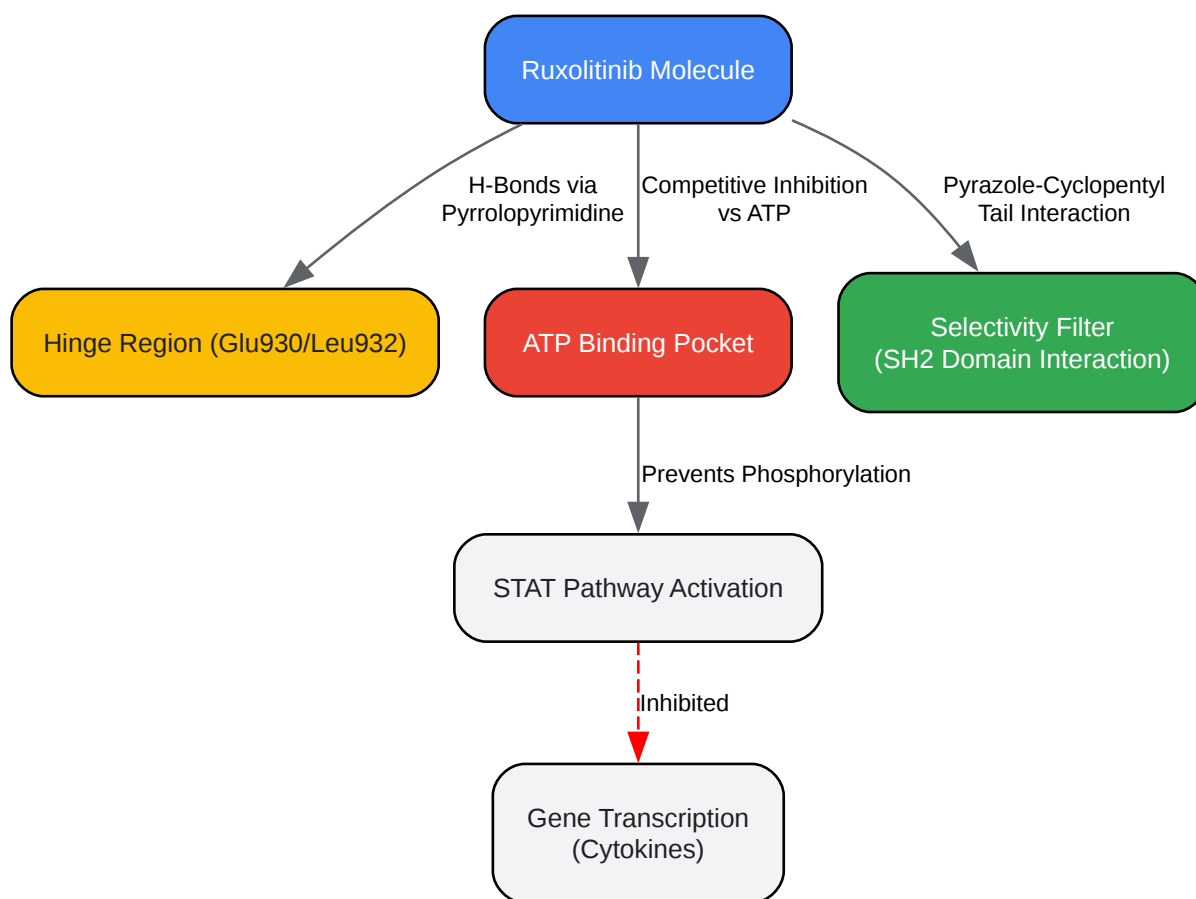 Ruxolitinib Molecule
H-Bonds via
Pyrrolopyrimidine
Competitive Inhibition
vs ATP
Pyrazole-Cyclopentyl
Tail Interaction
Hinge Region (Glu930/Leu932)
ATP Binding Pocket
Selectivity Filter
(SH2 Domain Interaction)
Prevents Phosphorylation
STAT Pathway Activation
Inhibited
Gene Transcription
(Cytokines)